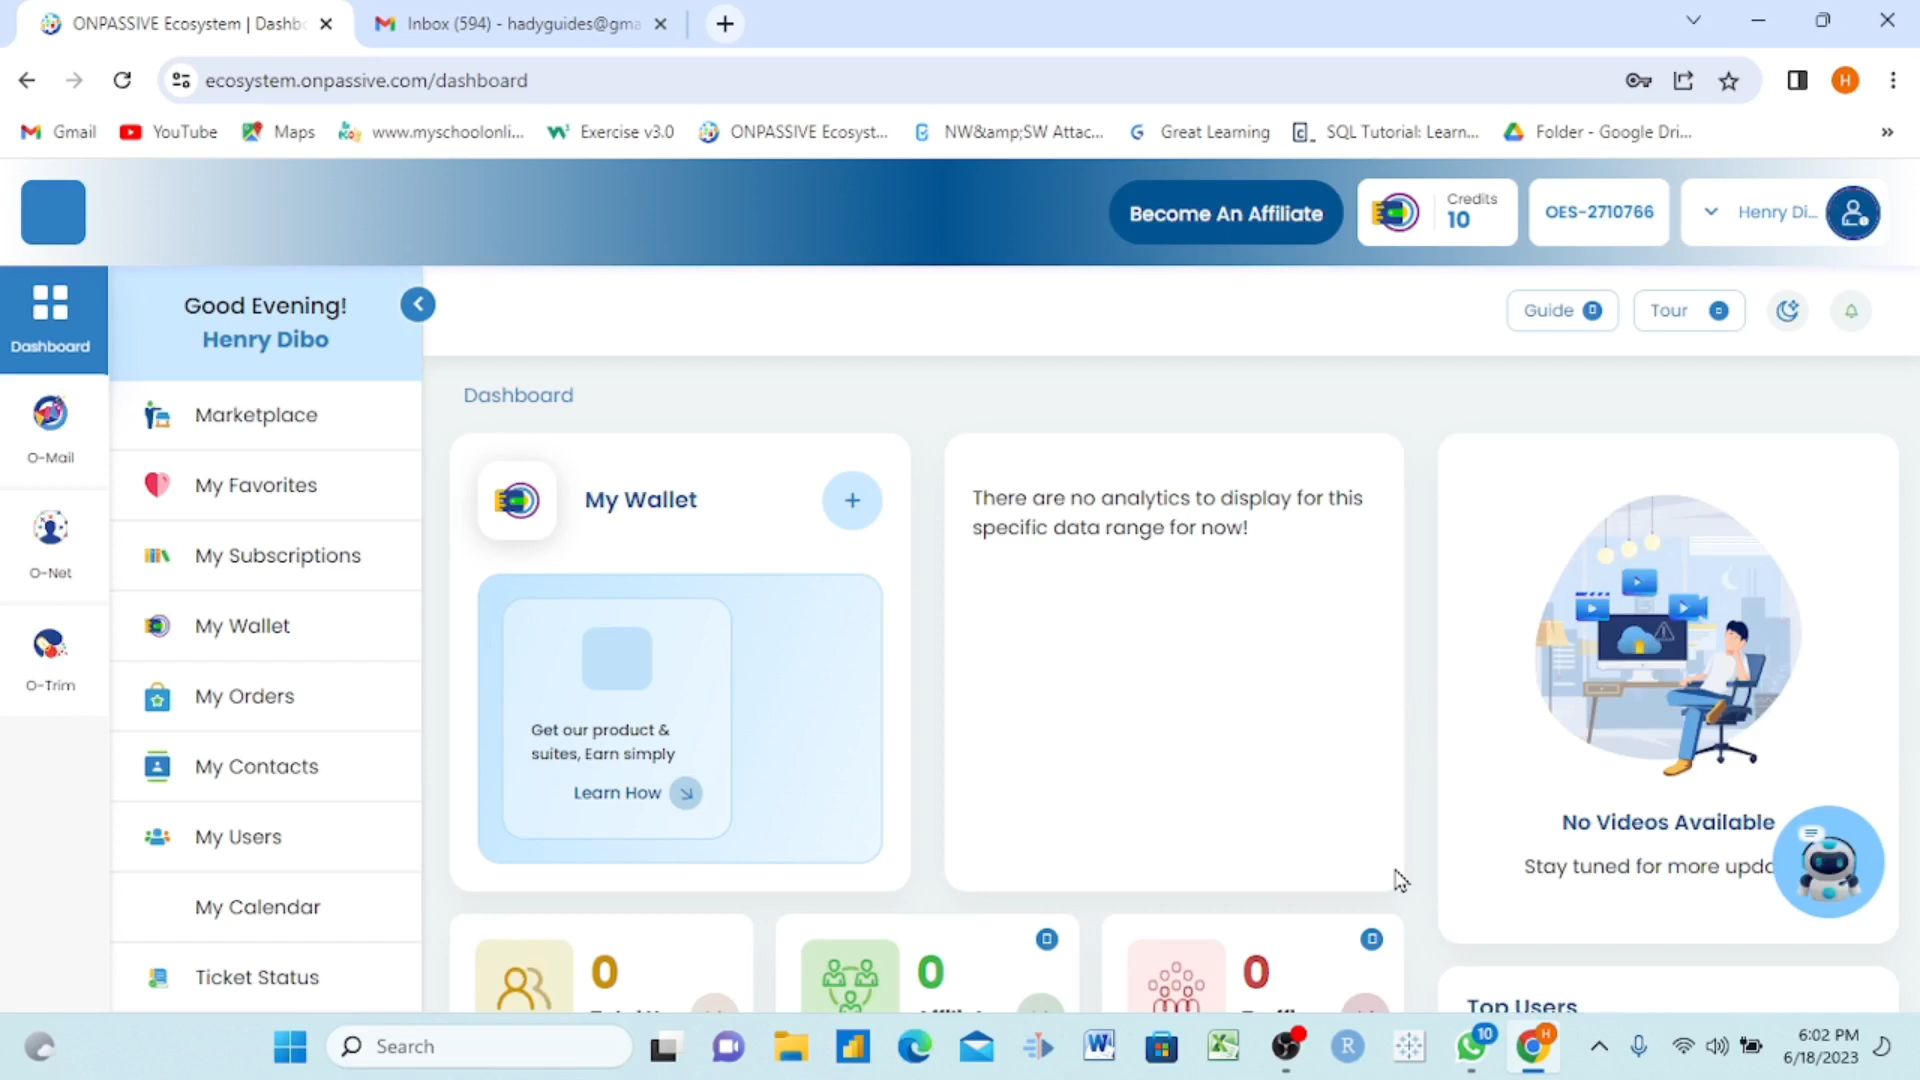 ONPASSIVE Ecosystem | Dashbo
Inbox (594) - hadyguides@gma
ecosystem.onpassive.com/dashboard
H
Gmail
YouTube
Maps
www.myschoolonli...
Exercise v3.0
ONPASSIVE Ecosyst...
NW&amp;SW Attac...
Great Learning
SQL Tutorial: Learn...
Folder - Google Dri...
Become An Affiliate
Credits
10
OES-2710766
Henry Di...
Dashboard
Good Evening!
Henry Dibo
Guide
Tour
O-Mail
O-Net
O-Trim
Marketplace
My Favorites
My Subscriptions
My Wallet
My Orders
My Contacts
My Users
My Calendar
Ticket Status
Dashboard
My Wallet
Get our product &
suites, Earn simply
Learn How
There are no analytics to display for this
specific data range for now!
No Videos Available
Stay tuned for more
0
0
0
Top Users
Search
10
H
6:02 PM
6/18/2023